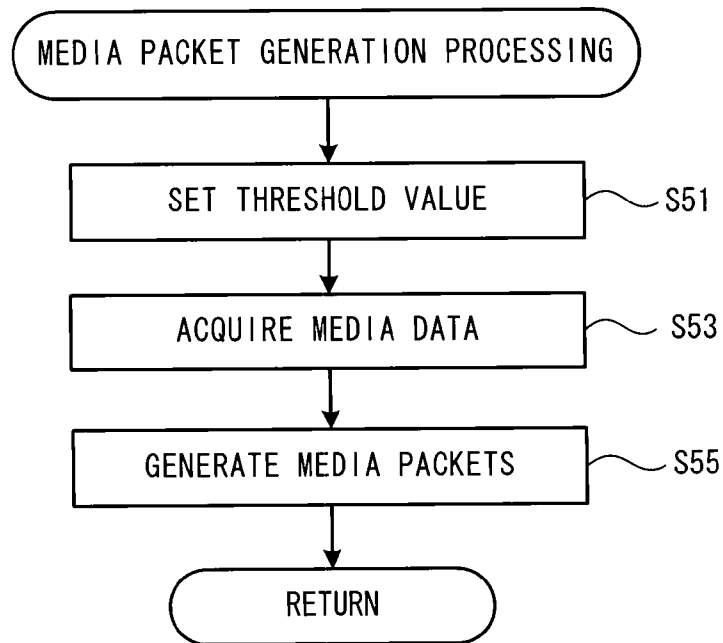 MEDIA PACKET GENERATION PROCESSING
SET THRESHOLD VALUE
S51
ACQUIRE MEDIA DATA
S53
GENERATE MEDIA PACKETS
S55
RETURN